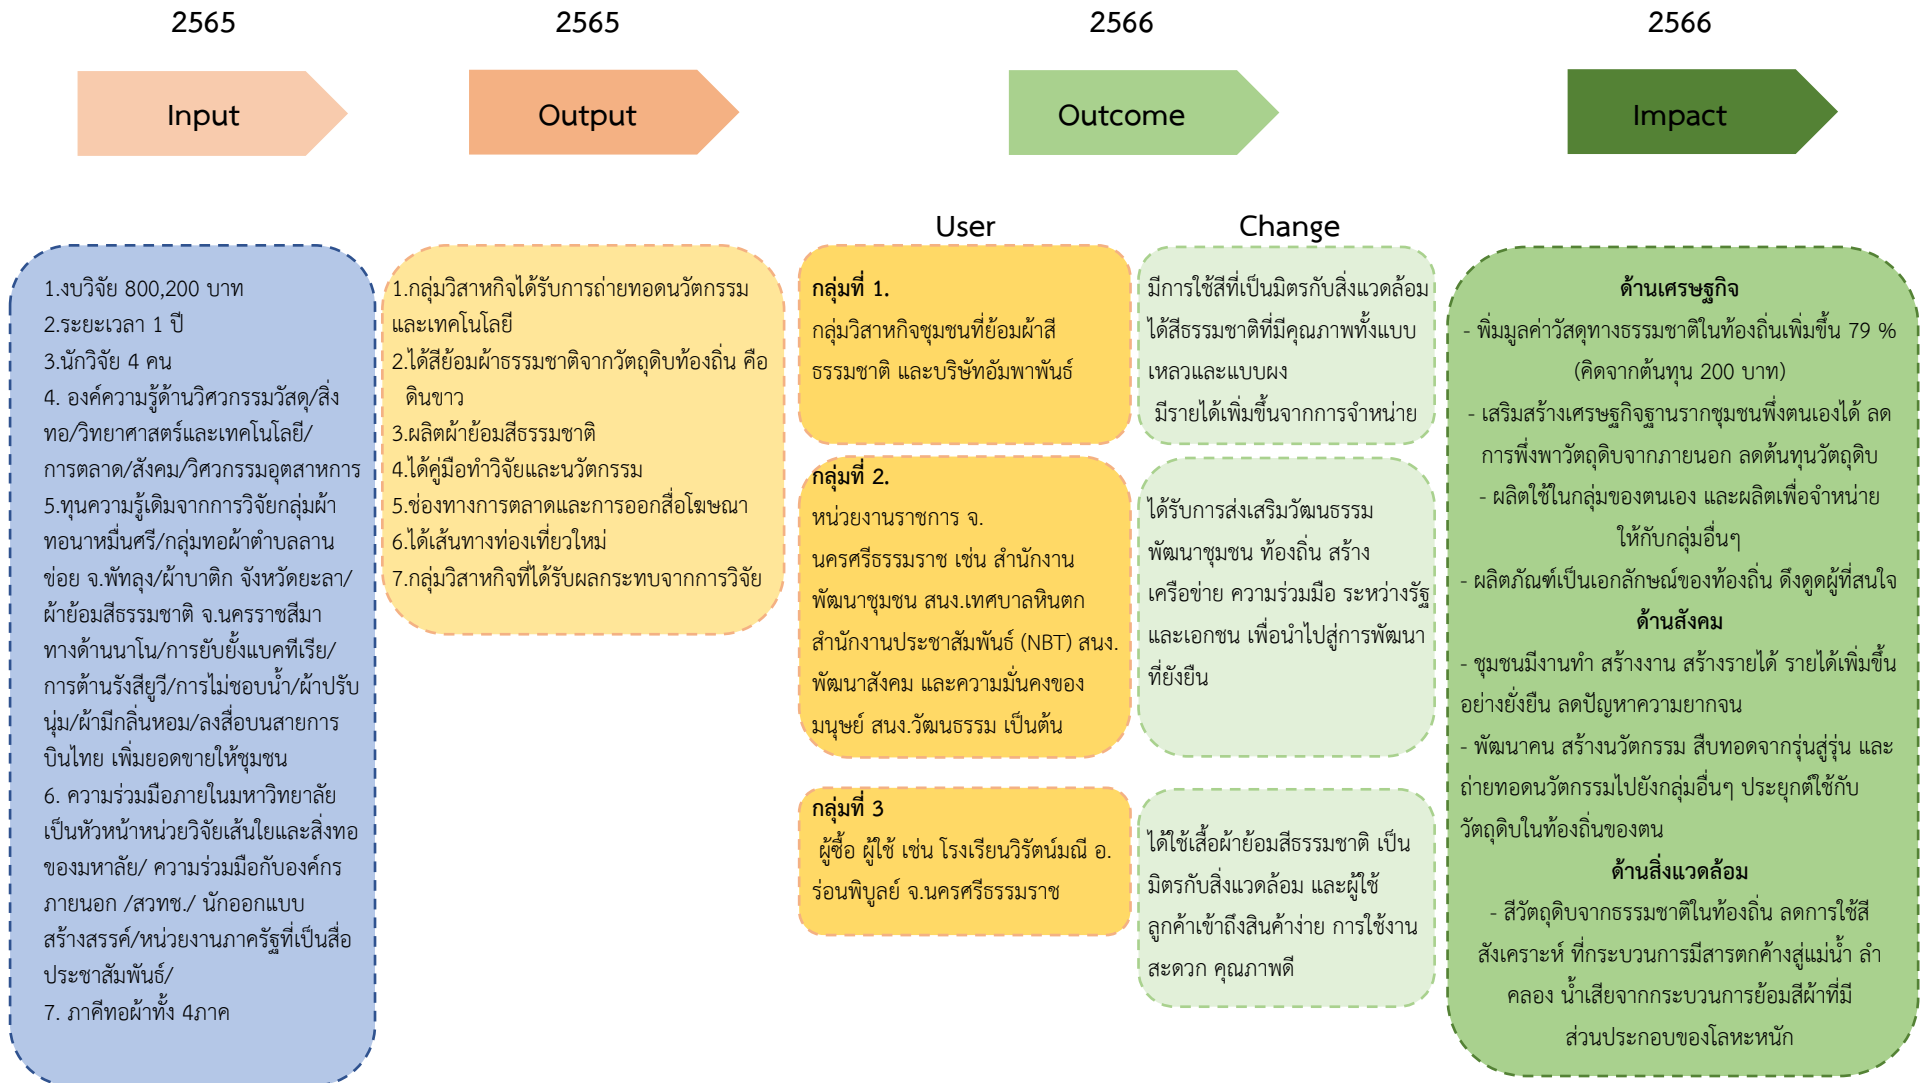 2565
2565
2566
2566
Input
Output
Outcome
Impact
User
Change
1.งบวิจัย 800,200 บาท
2.ระยะเวลา 1 ปี
3.นักวิจัย 4 คน
4. องค์ความรู้ด้านวิศวกรรมวัสดุ/สิ่ง
ทอ/วิทยาศาสตร์และเทคโนโลยี/
การตลาด/สังคม/วิศวกรรมอุตสาหการ
5.ทุนความรู้เดิมจากการวิจัยกลุ่มผ้า
ทอนาหมื่นศรี/กลุ่มทอผ้าตำบลลาน
ข่อย จ.พัทลุง/ผ้าบาติก จังหวัดยะลา/
ผ้าย้อมสีธรรมชาติ จ.นครราชสีมา
ทางด้านนาโน/การยับยั้งแบคทีเรีย/
การต้านรังสียูวี/การไม่ชอบน้ำ/ผ้าปรับ
นุ่ม/ผ้ามีกลิ่นหอม/ลงสื่อบนสายการ
บินไทย เพิ่มยอดขายให้ชุมชน
6. ความร่วมมือภายในมหาวิทยาลัย
เป็นหัวหน้าหน่วยวิจัยเส้นใยและสิ่งทอ
ของมหาลัย/ ความร่วมมือกับองค์กร
ภายนอก /สวทช./ นักออกแบบ
สร้างสรรค์/หน่วยงานภาครัฐที่เป็นสื่อ
ประชาสัมพันธ์/
7. ภาคีทอผ้าทั้ง 4ภาค
1.กลุ่มวิสาหกิจได้รับการถ่ายทอดนวัตกรรม
และเทคโนโลยี
2.ได้สีย้อมผ้าธรรมชาติจากวัตถุดิบท้องถิ่น คือ
ดินขาว
3.ผลิตผ้าย้อมสีธรรมชาติ
4.ได้คู่มือทำวิจัยและนวัตกรรม
5.ช่องทางการตลาดและการออกสื่อโฆษณา
6.ได้เส้นทางท่องเที่ยวใหม่
7.กลุ่มวิสาหกิจที่ได้รับผลกระทบจากการวิจัย
กลุ่มที่ 1.
กลุ่มวิสาหกิจชุมชนที่ย้อมผ้าสี
ธรรมชาติ และบริษัทอัมพาพันธ์
มีการใช้สีที่เป็นมิตรกับสิ่งแวดล้อม
ได้สีธรรมชาติที่มีคุณภาพทั้งแบบ
เหลวและแบบผง
มีรายได้เพิ่มขึ้นจากการจำหน่าย
กลุ่มที่ 2.
หน่วยงานราชการ จ.
นครศรีธรรมราช เช่น สำนักงาน
พัฒนาชุมชน สนง.เทศบาลหินตก
สำนักงานประชาสัมพันธ์ (NBT) สนง.
พัฒนาสังคม และความมั่นคงของ
มนุษย์ สนง.วัฒนธรรม เป็นต้น
ได้รับการส่งเสริมวัฒนธรรม
พัฒนาชุมชน ท้องถิ่น สร้าง
เครือข่าย ความร่วมมือ ระหว่างรัฐ
และเอกชน เพื่อนำไปสู่การพัฒนา
ที่ยังยืน
กลุ่มที่ 3
ผู้ซื้อ ผู้ใช้ เช่น โรงเรียนวิรัตน์มณี อ.
ร่อนพิบูลย์ จ.นครศรีธรรมราช
ได้ใช้เสื้อผ้าย้อมสีธรรมชาติ เป็น
มิตรกับสิ่งแวดล้อม และผู้ใช้
ลูกค้าเข้าถึงสินค้าง่าย การใช้งาน
สะดวก คุณภาพดี
ด้านเศรษฐกิจ
- พิ่มมูลค่าวัสดุทางธรรมชาติในท้องถิ่นเพิ่มขึ้น 79 %
(คิดจากต้นทุน 200 บาท)
- เสริมสร้างเศรษฐกิจฐานรากชุมชนพึ่งตนเองได้ ลด
การพึ่งพาวัตถุดิบจากภายนอก ลดต้นทุนวัตถุดิบ
- ผลิตใช้ในกลุ่มของตนเอง และผลิตเพื่อจำหน่าย
ให้กับกลุ่มอื่นๆ
- ผลิตภัณฑ์เป็นเอกลักษณ์ของท้องถิ่น ดึงดูดผู้ที่สนใจ
ด้านสังคม
- ชุมชนมีงานทำ สร้างงาน สร้างรายได้ รายได้เพิ่มขึ้น
อย่างยั่งยืน ลดปัญหาความยากจน
- พัฒนาคน สร้างนวัตกรรม สืบทอดจากรุ่นสู่รุ่น และ
ถ่ายทอดนวัตกรรมไปยังกลุ่มอื่นๆ ประยุกต์ใช้กับ
วัตถุดิบในท้องถิ่นของตน
ด้านสิ่งแวดล้อม
- สีวัตถุดิบจากธรรมชาติในท้องถิ่น ลดการใช้สี
สังเคราะห์ ที่กระบวนการมีสารตกค้างสู่แม่น้ำ ลำ
คลอง น้ำเสียจากกระบวนการย้อมสีผ้าที่มี
ส่วนประกอบของโลหะหนัก